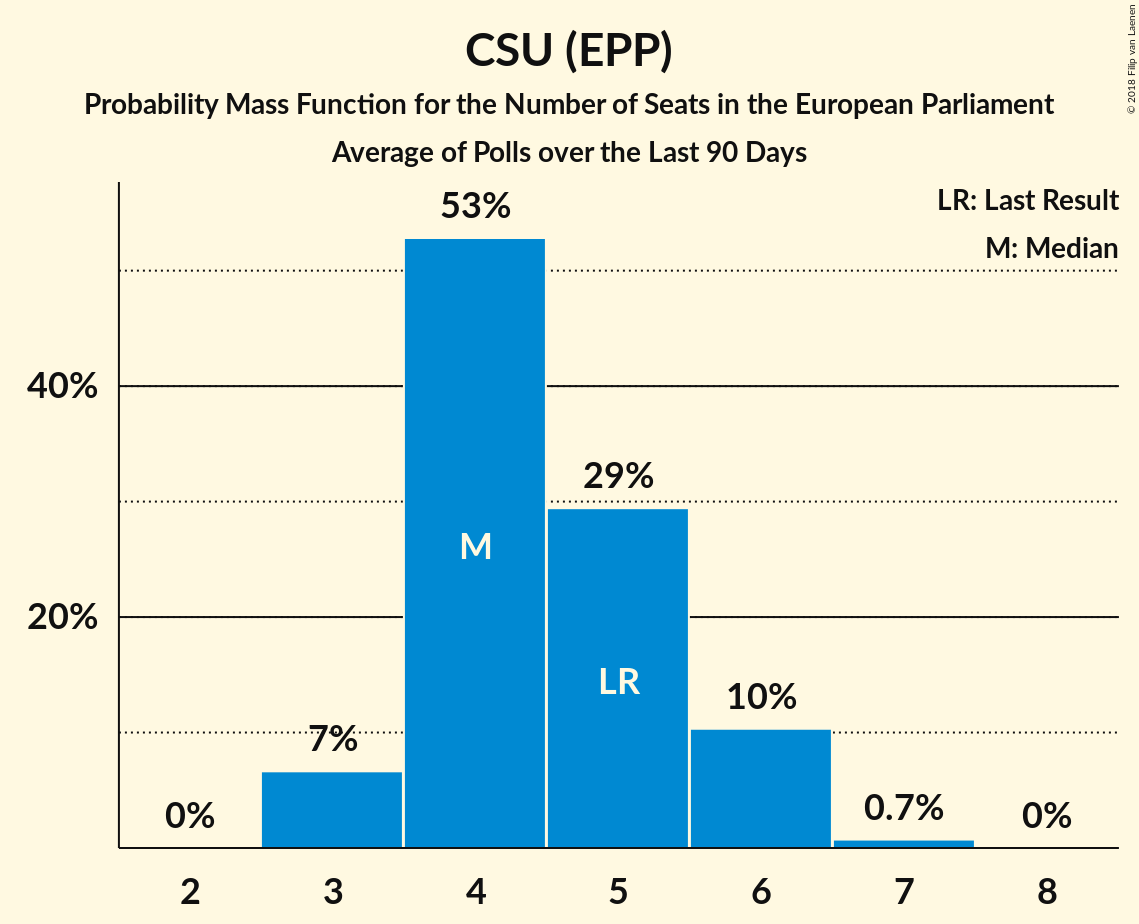 CSU (EPP)
Probability Mass Function for the Number of Seats in the European Parliament
Average of Polls over the Last 90 Days
© 2018 Filip van Laenen
LR: Last Result
M: Median
53%
40%
29%
M
20%
LR
10%
7%
0%
0.7%
0%
2 3 4 5 6 7 8